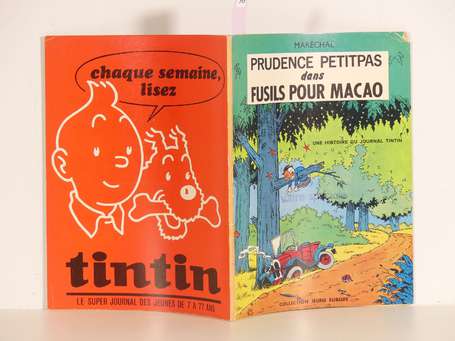 chaque semaine,
lisez
tintin
LE SUPER JOURNAL DES JEUNES DE 7 A 77 ANS
MARÉCHAL
PRUDENCE PETITPAS
dans
FUSILS POUR MACAO
UNE HISTOIRE DU JOURNAL TINTIN
COLLECTION JEUNE EUROPE